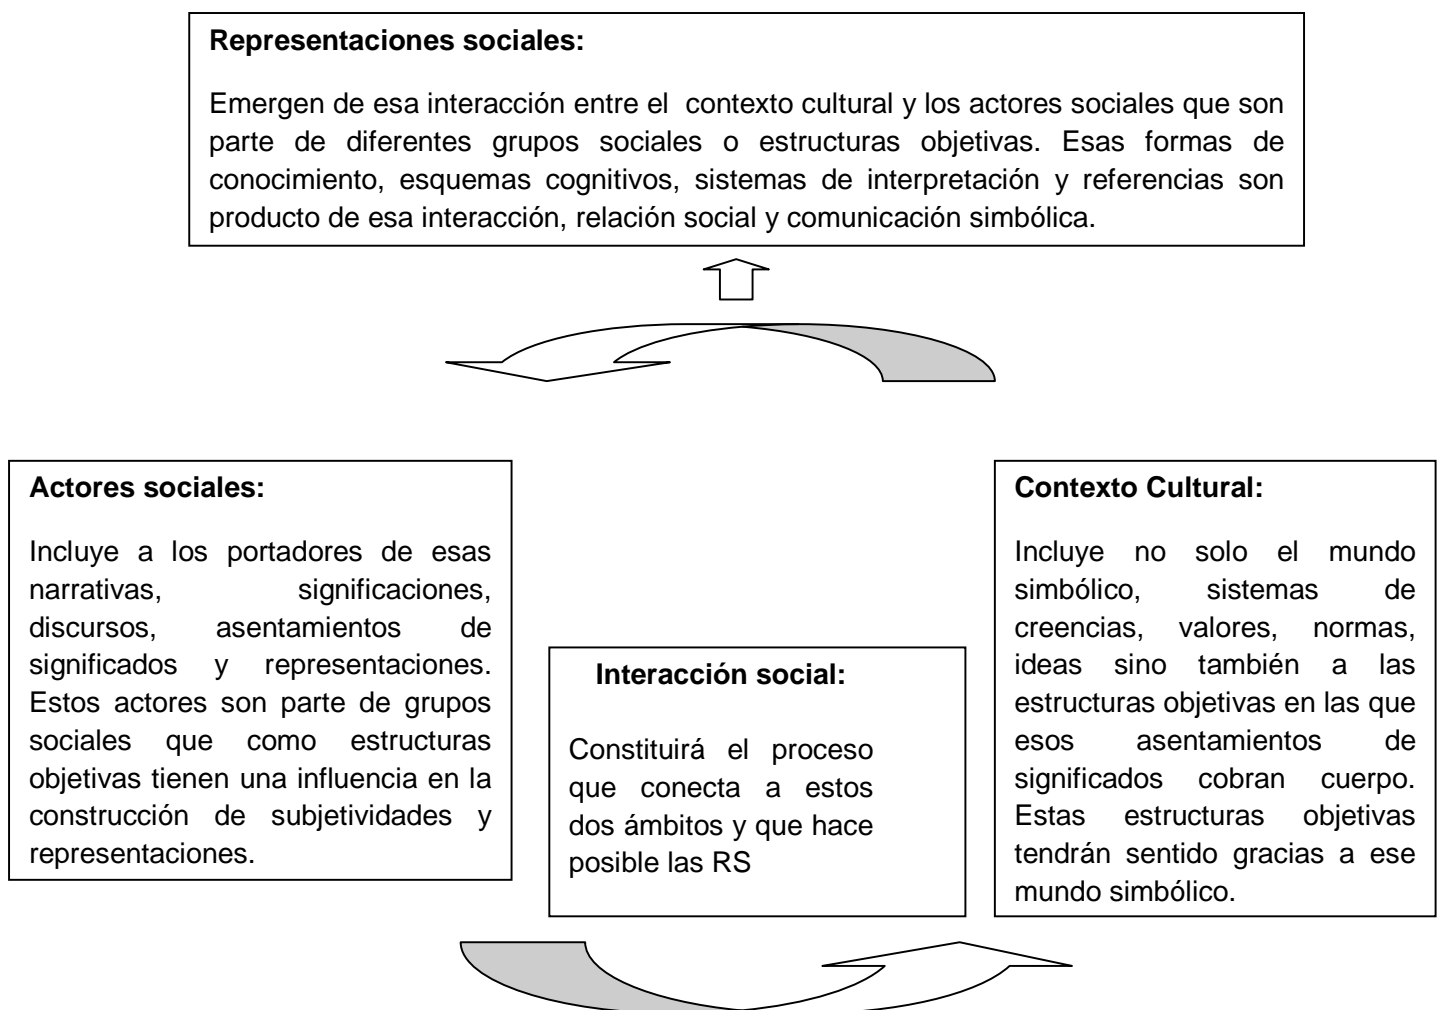 Representaciones sociales:
Emergen de esa interacción entre el contexto cultural y los actores sociales que son
parte de diferentes grupos sociales o estructuras objetivas. Esas formas de
conocimiento, esquemas cognitivos, sistemas de interpretación y referencias son
producto de esa interacción, relación social y comunicación simbólica.
Actores sociales:
Incluye a los portadores de esas
narrativas, significaciones,
discursos, asentamientos de
significados y representaciones.
Estos actores son parte de grupos
sociales que como estructuras
objetivas tienen una influencia en la
construcción de subjetividades y
representaciones.
Interacción social:
Constituirá el proceso
que conecta a estos
dos ámbitos y que hace
posible las RS
Contexto Cultural:
Incluye no solo el mundo
simbólico, sistemas de
creencias, valores, normas,
ideas sino también a las
estructuras objetivas en las que
esos asentamientos de
significados cobran cuerpo.
Estas estructuras objetivas
tendrán sentido gracias a ese
mundo simbólico.